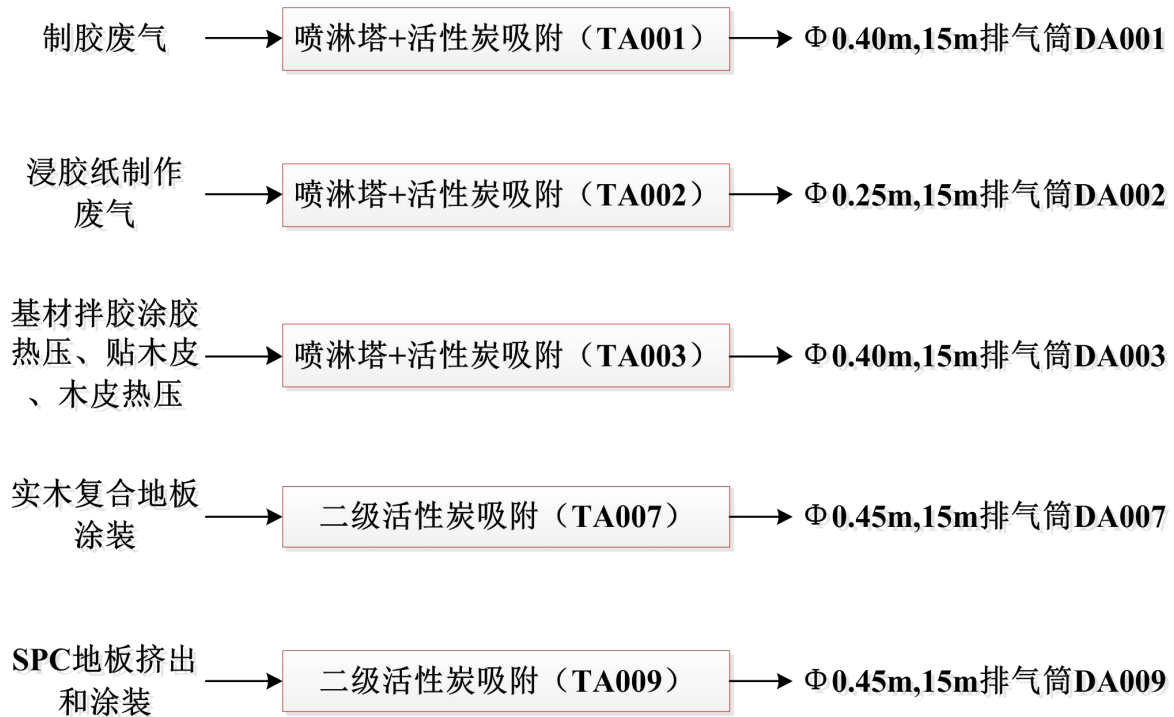 制胶废气
喷淋塔+活性炭吸附（TA001）
Φ0.40m,15m排气筒DA001
浸胶纸制作
废气
喷淋塔+活性炭吸附（TA002）
Φ0.25m,15m排气筒DA002
基材拌胶涂胶
热压、贴木皮
、木皮热压
喷淋塔+活性炭吸附（TA003）
Φ0.40m,15m排气筒DA003
实木复合地板
涂装
二级活性炭吸附（TA007）
Φ0.45m,15m排气筒DA007
SPC地板挤出
和涂装
二级活性炭吸附（TA009）
Φ0.45m,15m排气筒DA009